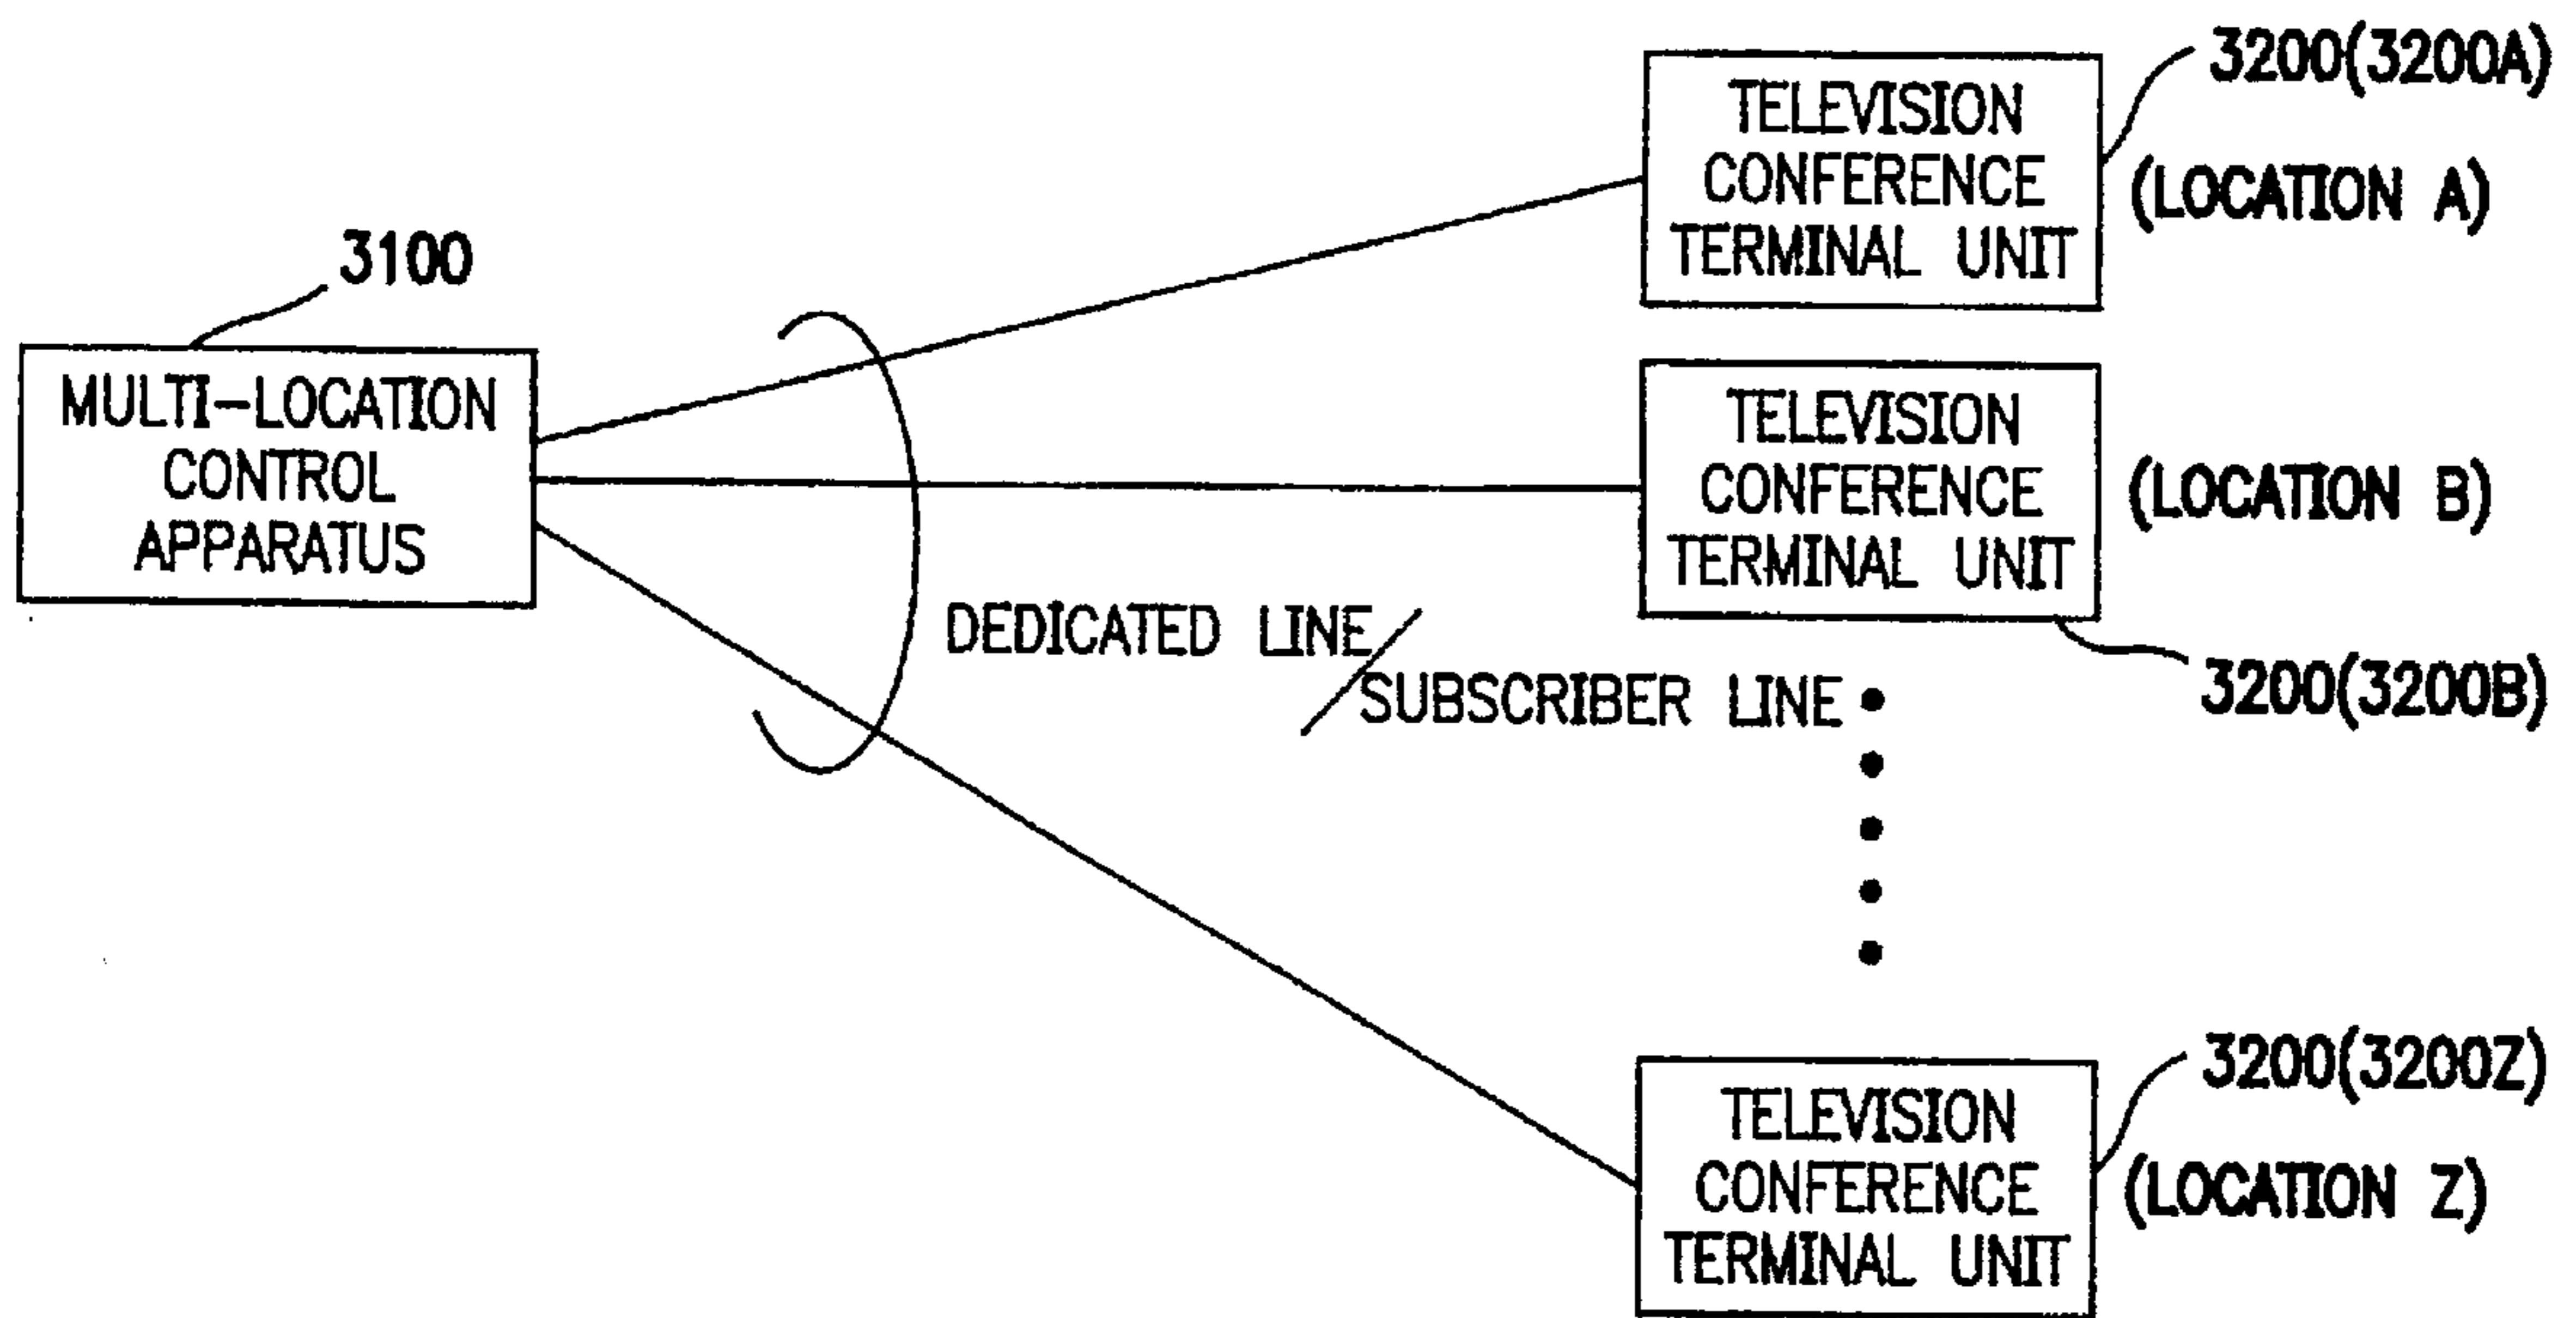 3200(3200A)
TELEVISION
CONFERENCE
TERMINAL UNIT
(LOCATION A)
3100
MULTI-LOCATION
CONTROL
APPARATUS
TELEVISION
CONFERENCE
TERMINAL UNIT
(LOCATION B)
3200(3200B)
DEDICATED LINE/
SUBSCRIBER LINE
3200(3200Z)
TELEVISION
CONFERENCE
TERMINAL UNIT
(LOCATION Z)